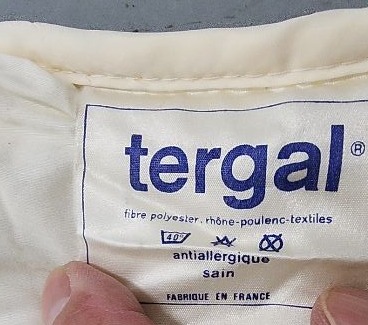 tergal®
fibre polyester. rhône-poulenc-textiles
40°
antiallergique
sain
FABRIQUE EN FRANCE